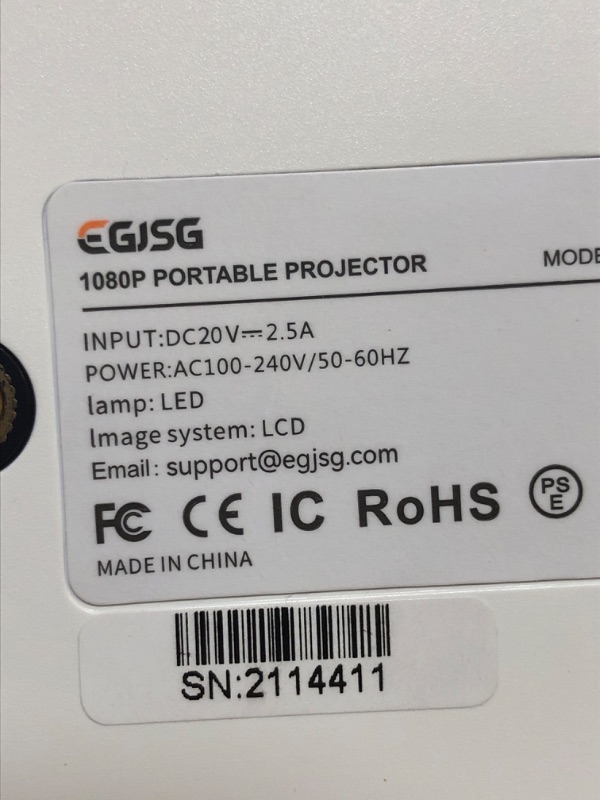 EGJSG
1080P PORTABLE PROJECTOR
INPUT:DC20V⎓2.5A
POWER:AC100-240V/50-60HZ
lamp: LED
lmage system: LCD
Email: support@egjsg.com
FC CE IC RoHS PS E
MADE IN CHINA
SN:2114411